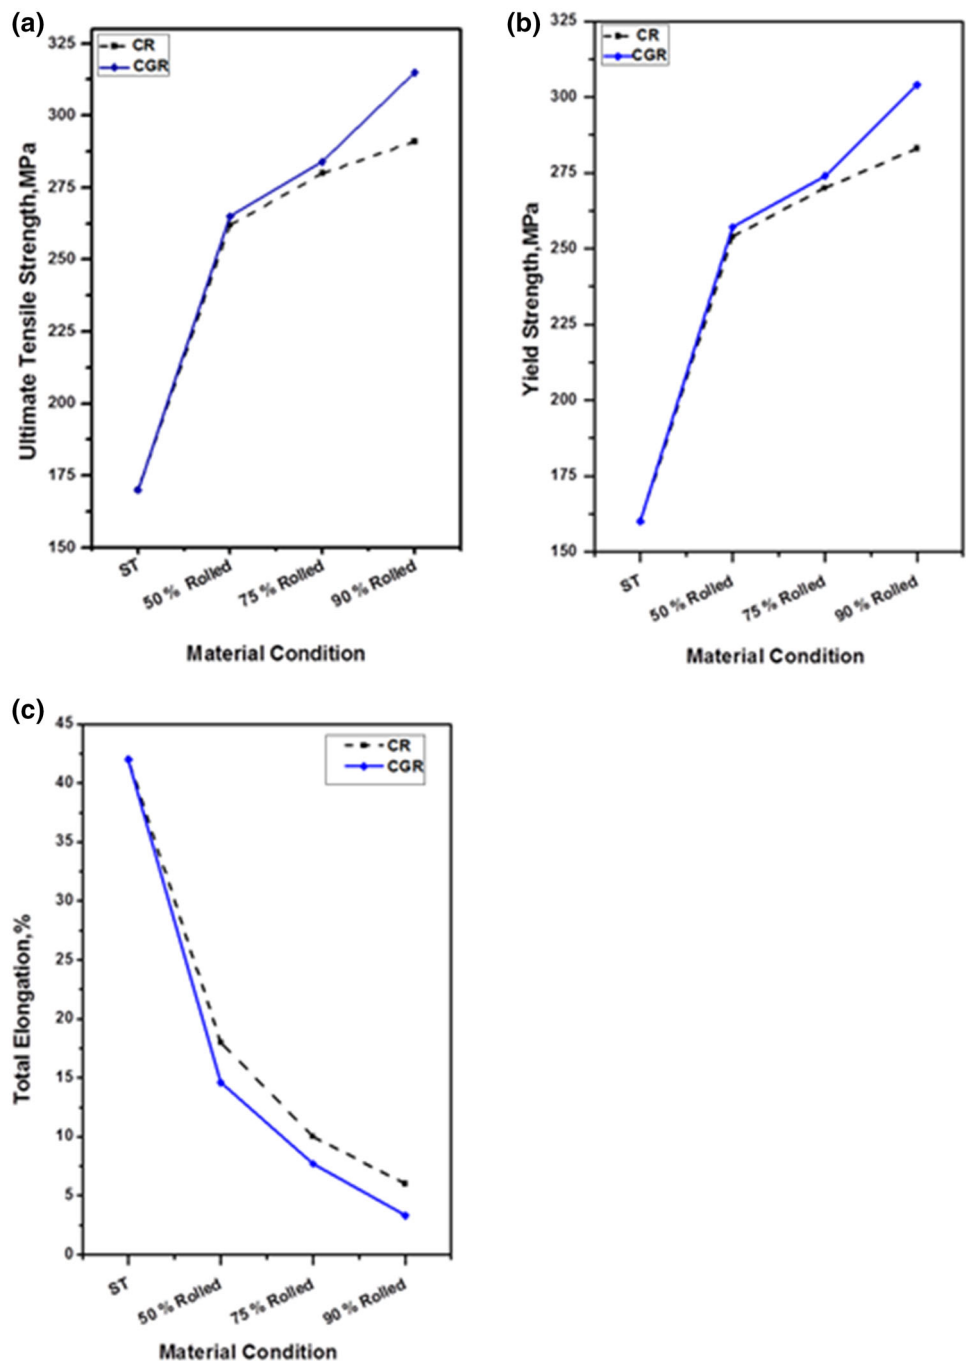 (a)
325
300
275
250
225
200
175
150
Ultimate Tensile Strength,MPa
CR
CGR
ST
50 % Rolled
75 % Rolled
90 % Rolled
Material Condition
(b)
325
300
275
250
225
200
175
150
Yield Strength,MPa
CR
CGR
ST
50 % Rolled
75 % Rolled
90 % Rolled
Material Condition
(c)
45
40
35
30
25
20
15
10
5
0
Total Elongation,%
CR
CGR
ST
50 % Rolled
75 % Rolled
90 % Rolled
Material Condition